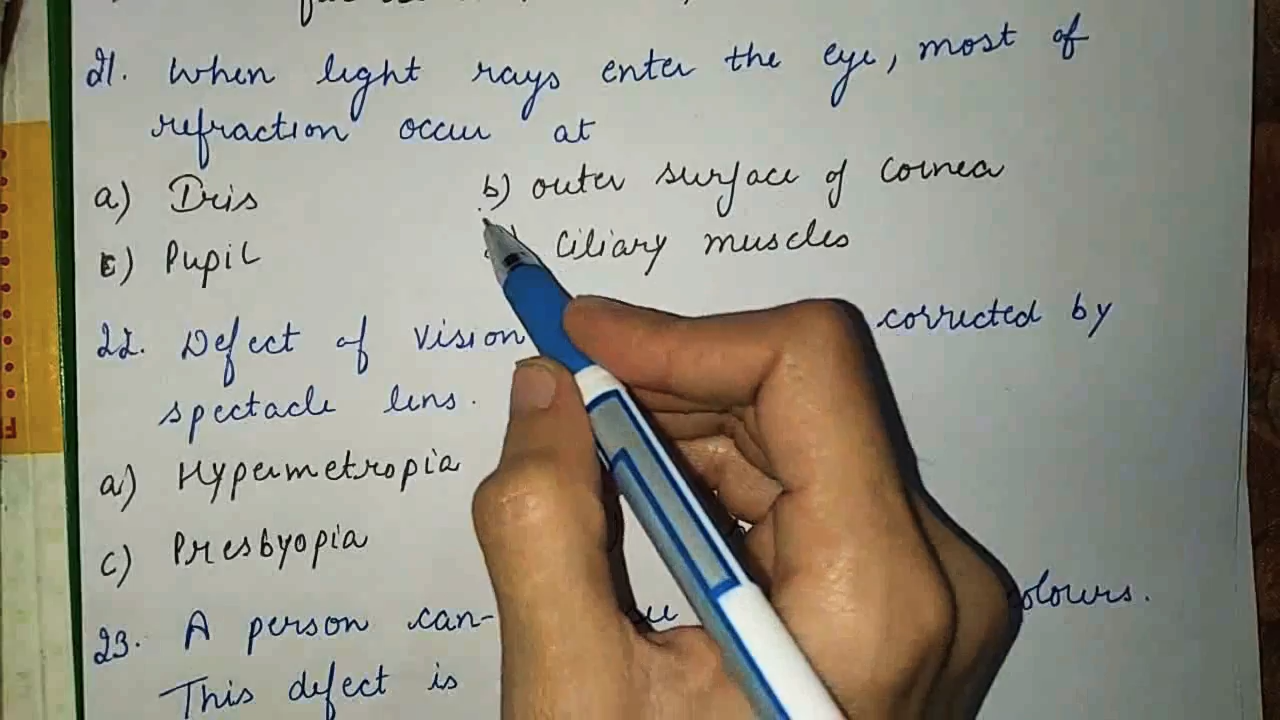 21. When light rays enter the eye, most of
refraction occur at
a) Iris b) outer surface of Cornea
c) Pupil ciliary muscles
22. Defect of vision corrected by
spectacle lens.
a) Hypermetropia
c) Presbyopia
23. A person can- colours.
This defect is